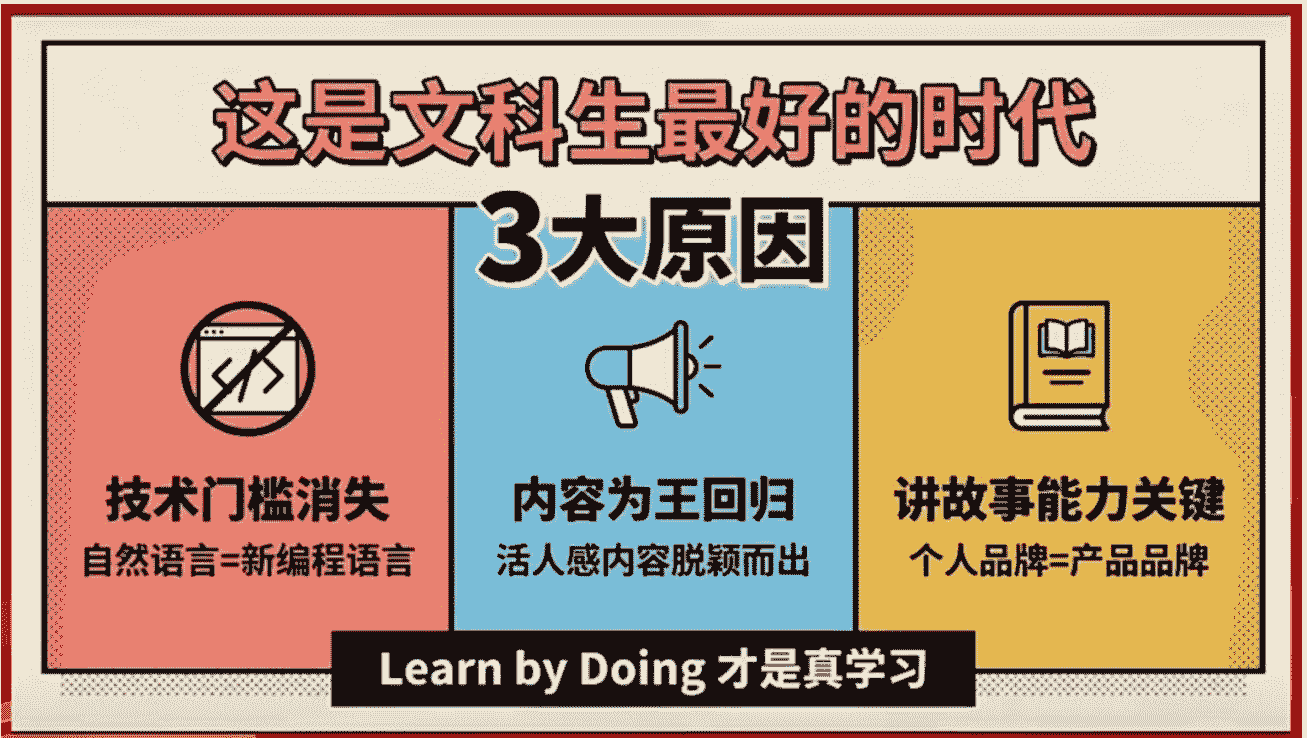 这是文科生最好的时代
3大原因
</>
技术门槛消失
自然语言=新编程语言
内容为王回归
活人感内容脱颖而出
讲故事能力关键
个人品牌=产品品牌
Learn by Doing 才是真学习